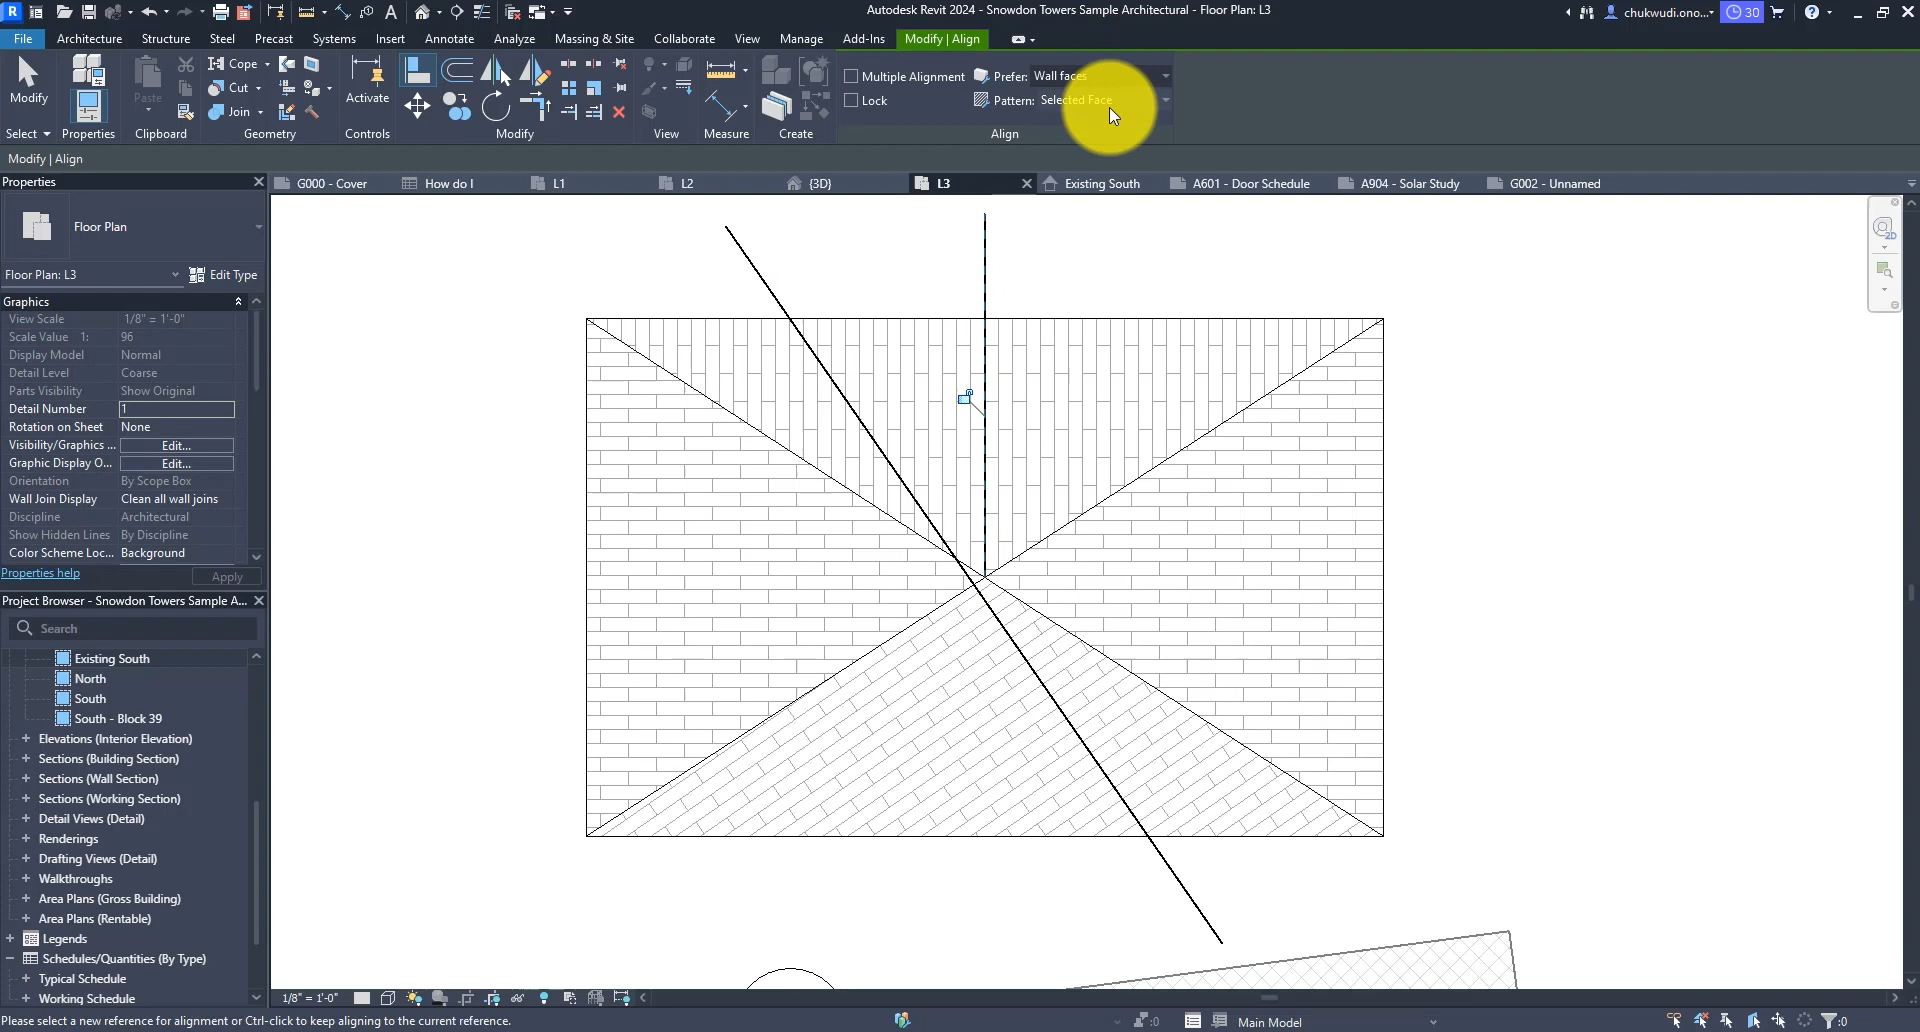 Autodesk Revit 2024 - Snowdon Towers Sample Architectural - Floor Plan: L3
chukwudi.ono...
30
File Architecture Structure Steel Precast Systems Insert Annotate Analyze Massing & Site Collaborate View Manage Add-Ins Modify | Align
Modify
Paste
Cope
Cut
Join
Activate
Multiple Alignment
Lock
Prefer: Wall faces
Pattern: Selected Face
Select Properties Clipboard Geometry Controls Modify View Measure Create Align
Modify | Align
Properties
G000 - Cover How do I L1 L2 {3D} L3 Existing South A601 - Door Schedule A904 - Solar Study G002 - Unnamed
Floor Plan
Floor Plan: L3 Edit Type
Graphics
View Scale 1/8" = 1'-0"
Scale Value 1: 96
Display Model Normal
Detail Level Coarse
Parts Visibility Show Original
Detail Number 1
Rotation on Sheet None
Visibility/Graphics ... Edit...
Graphic Display O... Edit...
Orientation By Scope Box
Wall Join Display Clean all wall joins
Discipline Architectural
Show Hidden Lines By Discipline
Color Scheme Loc... Background
Properties help Apply
Project Browser - Snowdon Towers Sample A...
Search
Existing South
North
South
South - Block 39
Elevations (Interior Elevation)
Sections (Building Section)
Sections (Wall Section)
Sections (Working Section)
Detail Views (Detail)
Renderings
Drafting Views (Detail)
Walkthroughs
Area Plans (Gross Building)
Area Plans (Rentable)
Legends
Schedules/Quantities (By Type)
Typical Schedule
Working Schedule
2D
1/8" = 1'-0"
Please select a new reference for alignment or Ctrl-click to keep aligning to the current reference.
:0
Main Model
:0